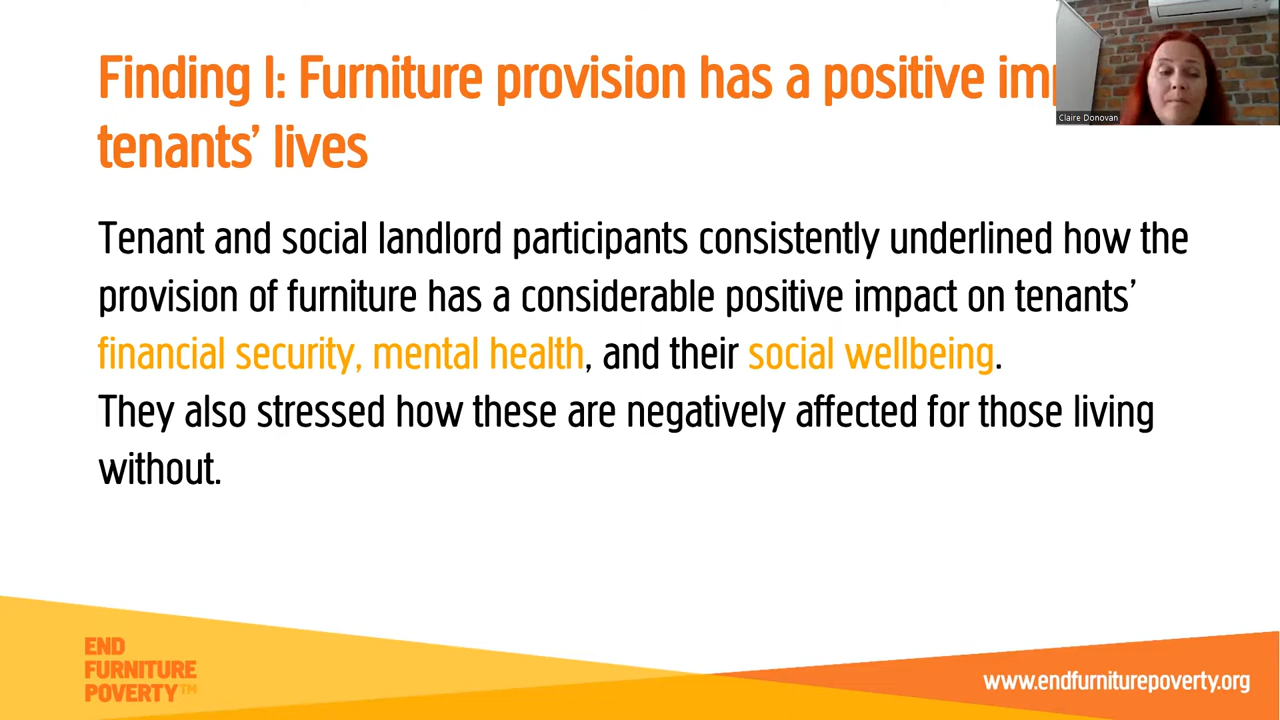 Finding 1: Furniture provision has a positive
tenants' lives
Claire Donovan
Tenant and social landlord participants consistently underlined how the
provision of furniture has a considerable positive impact on tenants'
financial security, mental health, and their social wellbeing.
They also stressed how these are negatively affected for those living
without.
END
FURNITURE
POVERTY™
www.endfurniturepoverty.org